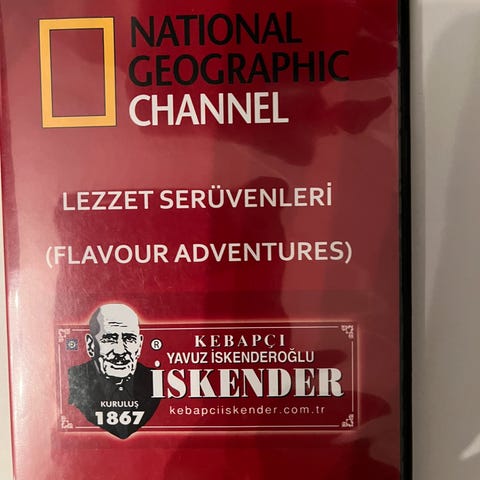 NATIONAL
GEOGRAPHIC
CHANNEL
LEZZET SERÜVENLERİ
(FLAVOUR ADVENTURES)
KEBAPÇI
® YAVUZ İSKENDEROĞLU
İSKENDER
KURULUŞ
1867
kebapciiskender.com.tr